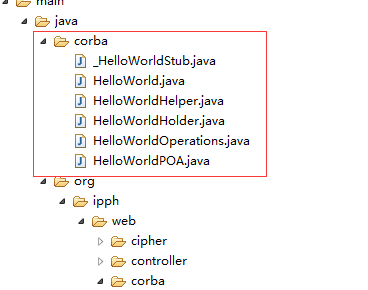 main
java
corba
_HelloWorldStub.java
HelloWorld.java
HelloWorldHelper.java
HelloWorldHolder.java
HelloWorldOperations.java
HelloWorldPOA.java
org
ipph
web
cipher
controller
corba